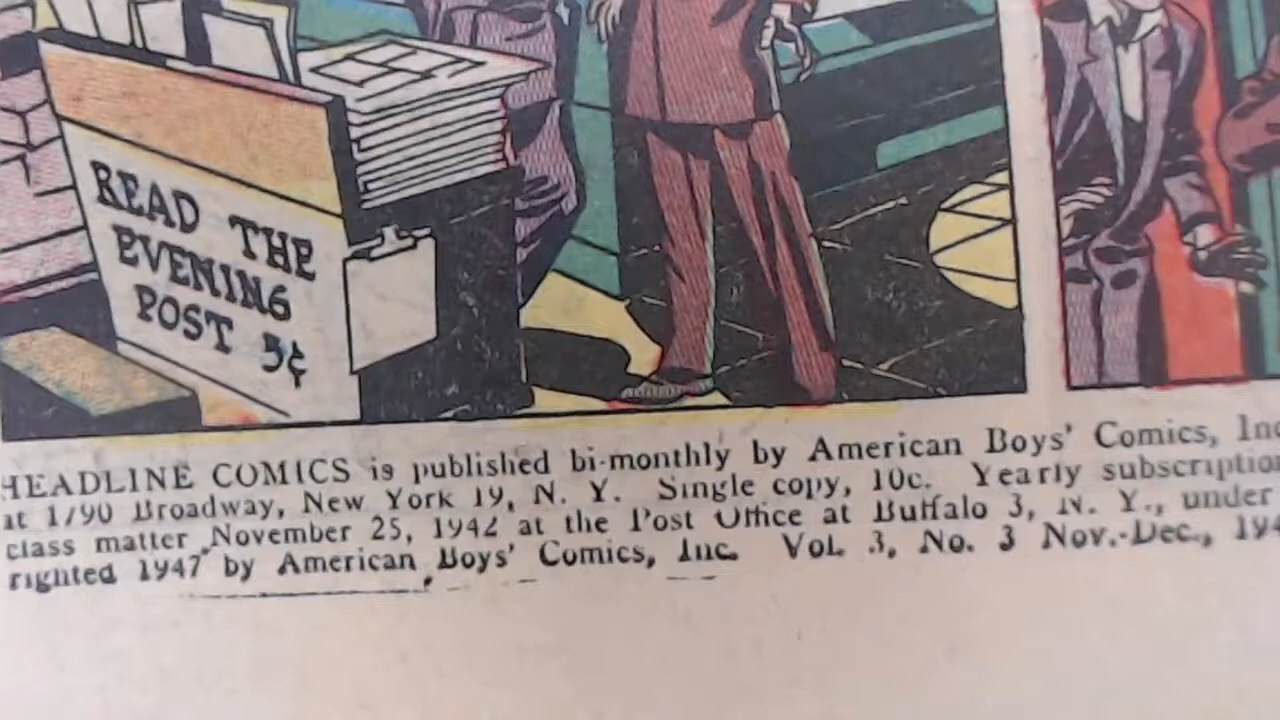 READ THE
EVENING
POST 5¢
HEADLINE COMICS is published bi-monthly by American Boys' Comics, Inc
at 1790 Broadway, New York 19, N. Y. Single copy, 10c. Yearly subscription
class matter November 25, 1942 at the Post Office at Buffalo 3, N. Y., under
righted 1947 by American Boys' Comics, Inc. Vol. 3, No. 3 Nov.-Dec., 194